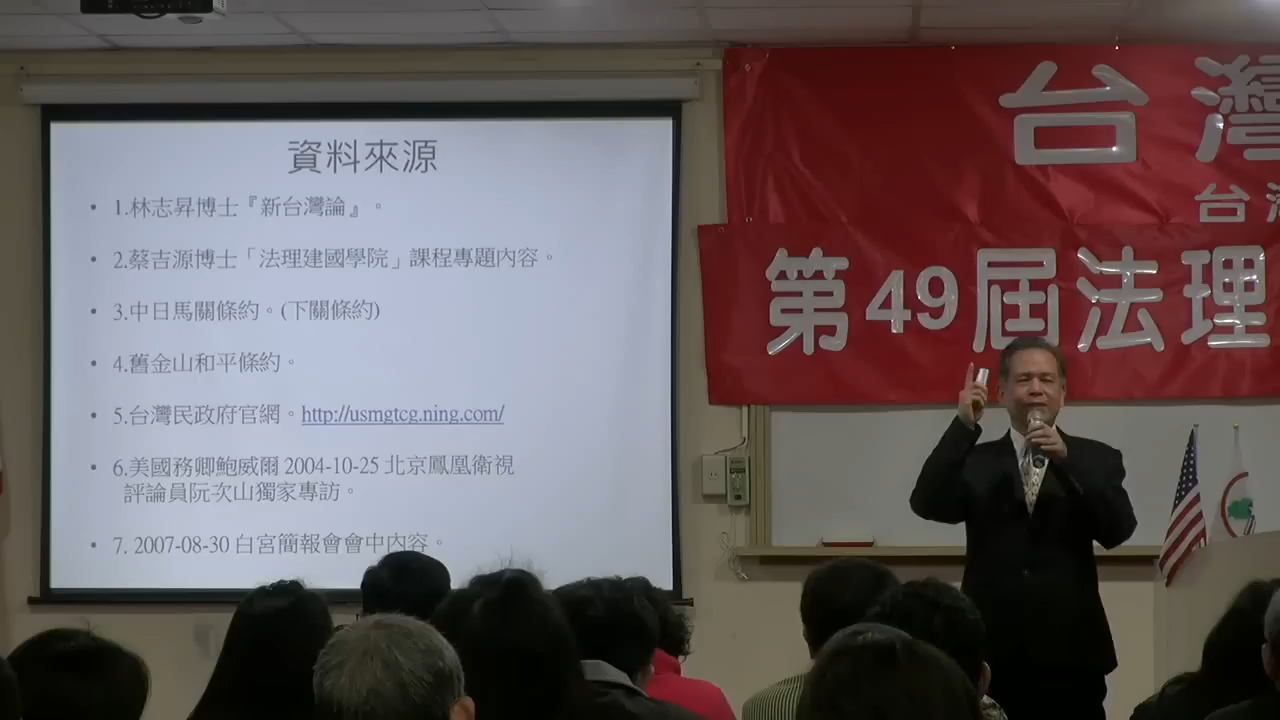 資料來源
• 1.林志昇博士『新台灣論』。
• 2.蔡吉源博士「法理建國學院」課程專題內容。
• 3.中日馬關條約。(下關條約)
• 4.舊金山和平條約。
• 5.台灣民政府官網。http://usmgtcg.ning.com/
• 6.美國務卿鮑威爾 2004-10-25 北京鳳凰衛視
評論員阮次山獨家專訪。
• 7. 2007-08-30 白宮簡報會會中內容。
台灣
台灣
第49屆法理